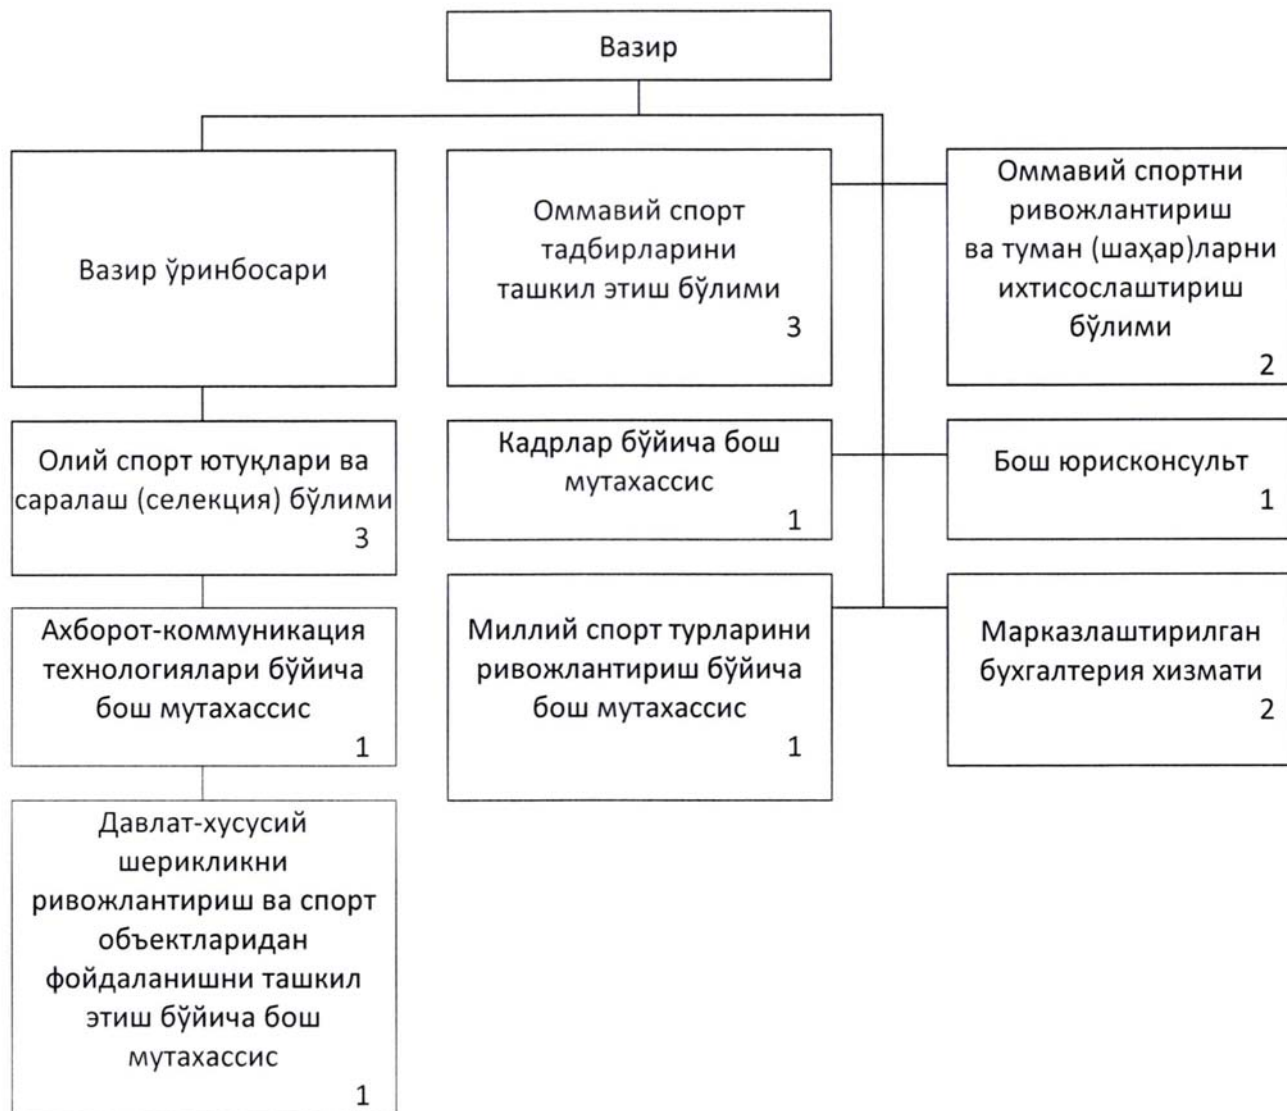 Вазир
Вазир ўринбосари
Оммавий спорт
тадбирларини
ташкил этиш бўлими
3
Оммавий спортни
ривожлантириш
ва туман (шаҳар)ларни
ихтисослаштириш
бўлими
2
Олий спорт ютуқлари ва
саралаш (селекция) бўлими
3
Кадрлар бўйича бош
мутахассис
1
Бош юрисконсульт
1
Ахборот-коммуникация
технологиялари бўйича
бош мутахассис
1
Миллий спорт турларини
ривожлантириш бўйича
бош мутахассис
1
Марказлаштирилган
бухгалтерия хизмати
2
Давлат-хусусий
шерикликни
ривожлантириш ва спорт
объектларидан
фойдаланишни ташкил
этиш бўйича бош
мутахассис
1